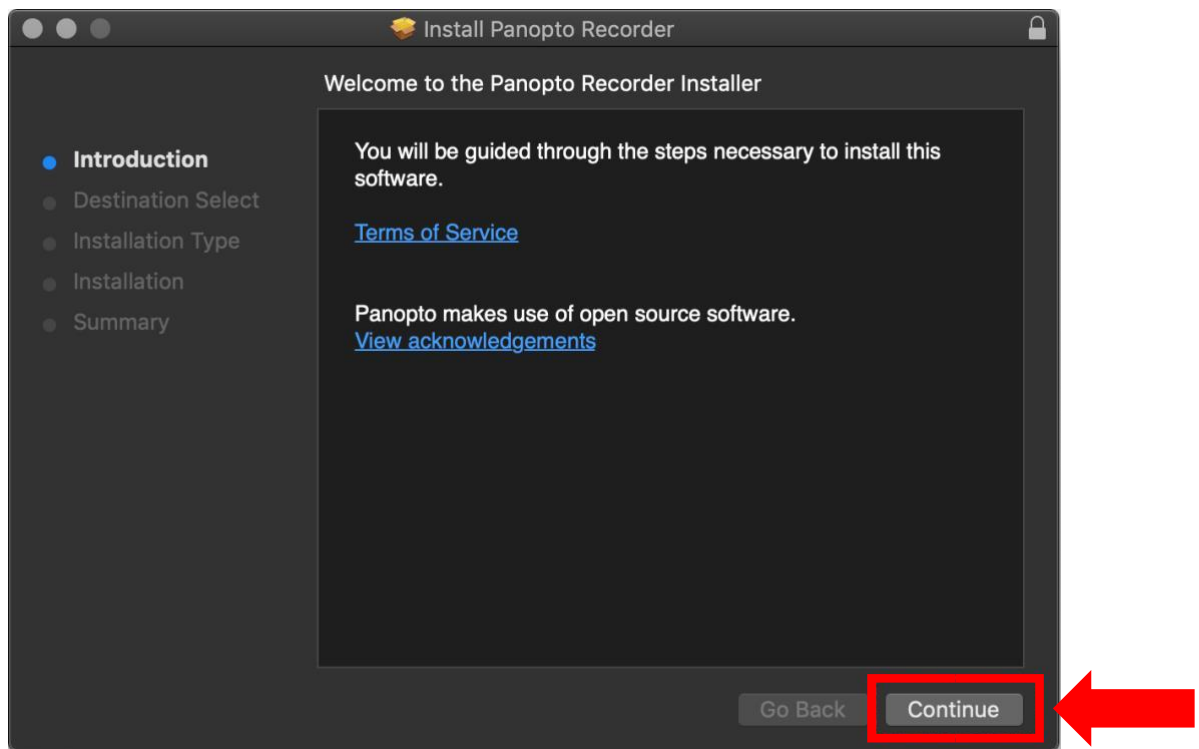 Install Panopto Recorder
Welcome to the Panopto Recorder Installer
Introduction
Destination Select
Installation Type
Installation
Summary
You will be guided through the steps necessary to install this
software.
Terms of Service
Panopto makes use of open source software.
View acknowledgements
Go Back
Continue